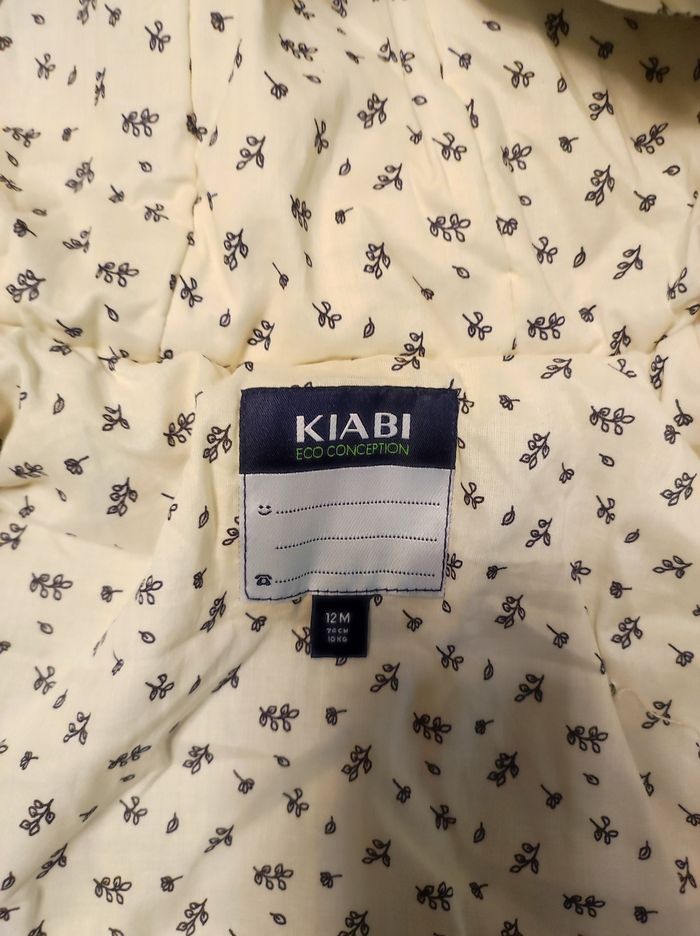 KIABI
ECO CONCEPTION
12M
74CM
10KG